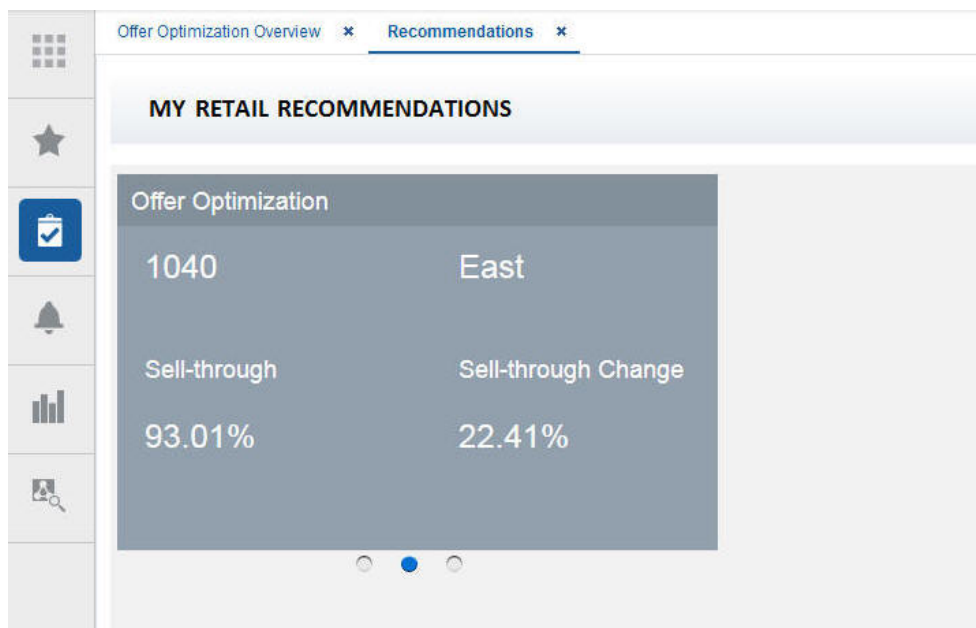 Offer Optimization Overview Recommendations
MY RETAIL RECOMMENDATIONS
Offer Optimization
1040 East
Sell-through Sell-through Change
93.01% 22.41%